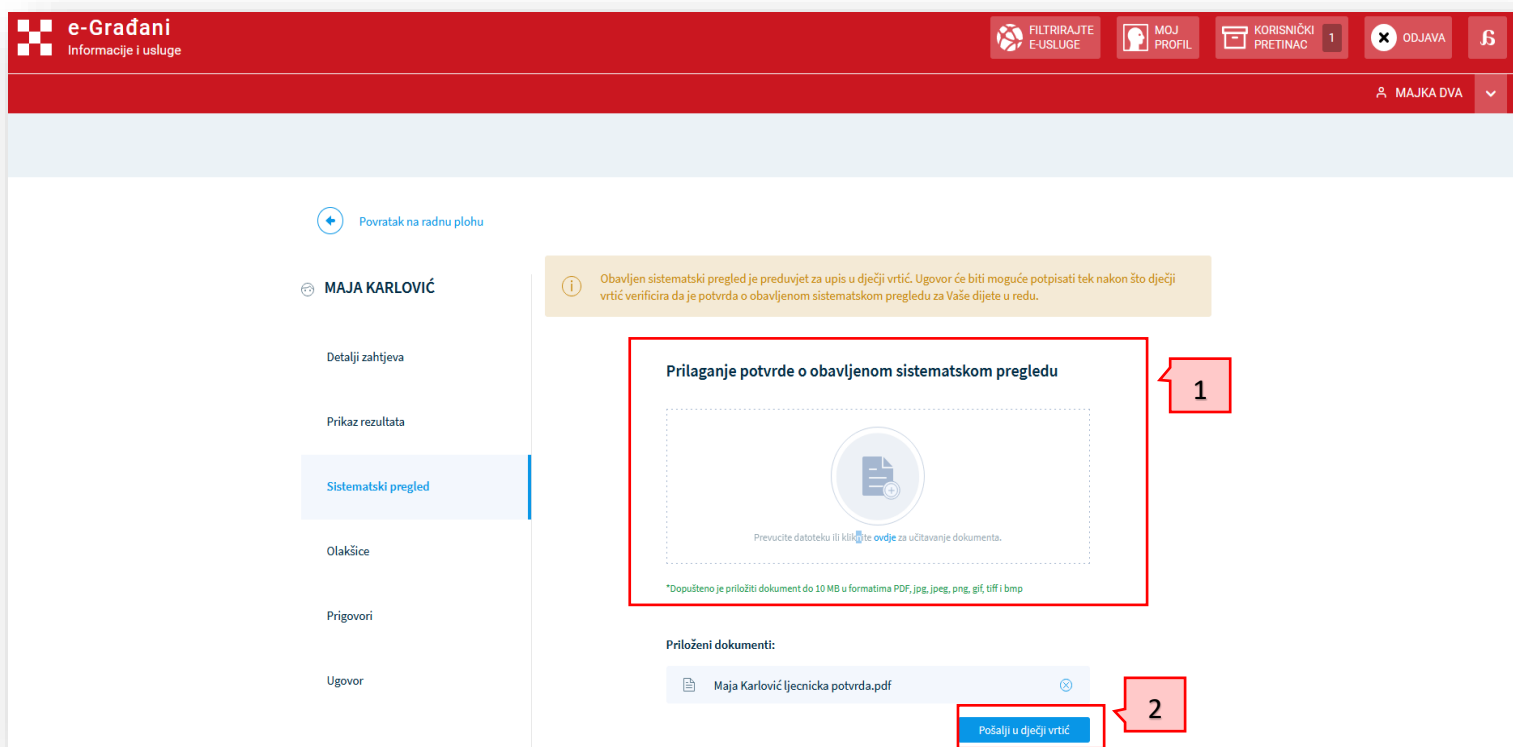 e-Građani
Informacije i usluge
FILTRIRAJTE
E-USLUGE
MOJ
PROFIL
KORISNIČKI
PRETINAC
1
ODJAVA
MAJKA DVA
Povratak na radnu plohu
MAJA KARLOVIĆ
Detalji zahtjeva
Prikaz rezultata
Sistematski pregled
Olakšice
Prigovori
Ugovor
Obavljen sistematski pregled je preduvjet za upis u dječji vrtić. Ugovor će biti moguće potpisati tek nakon što dječji
vrtić verificira da je potvrda o obavljenom sistematskom pregledu za Vaše dijete u redu.
Prilaganje potvrde o obavljenom sistematskom pregledu
1
Prevucite datoteku ili kliknite ovdje za učitavanje dokumenta.
*Dopušteno je priložiti dokument do 10 MB u formatima PDF, jpg, jpeg, png, gif, tiff i bmp
Priloženi dokumenti:
Maja Karlović ljecnicka potvrda.pdf
2
Pošalji u dječji vrtić